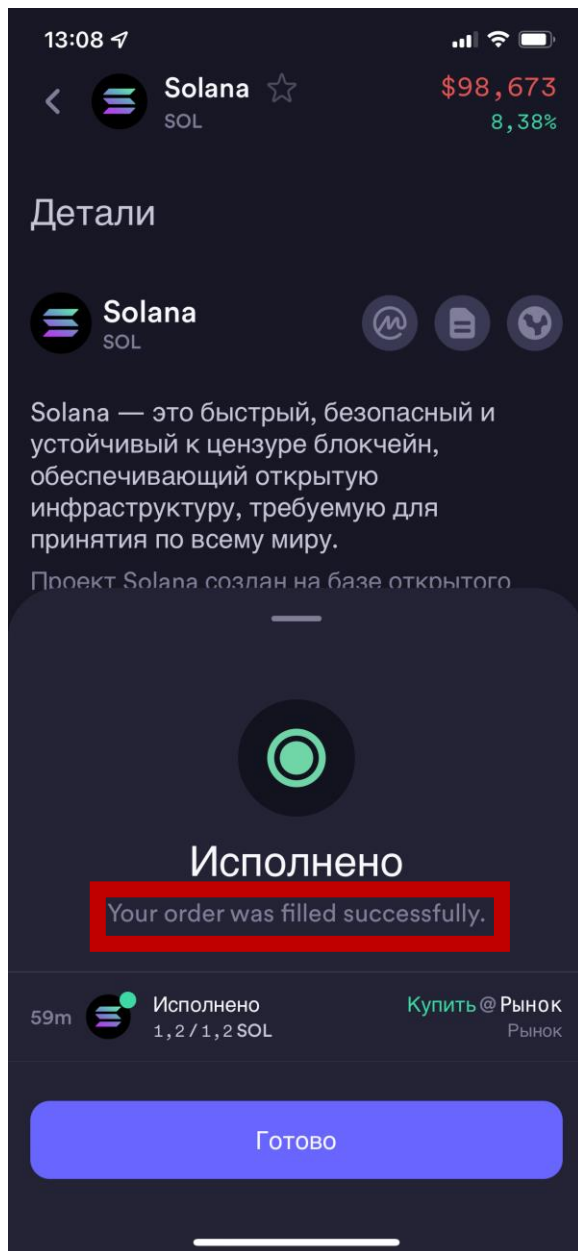 13:08
Solana
$98,673
SOL
8,38%
Детали
Solana
SOL
Solana — это быстрый, безопасный и
устойчивый к цензуре блокчейн,
обеспечивающий открытую
инфраструктуру, требуемую для
принятия по всему миру.
Проект Solana создан на базе открытого
Исполнено
Your order was filled successfully.
59m
Исполнено
Купить@Рынок
1,2/1,2 SOL
Рынок
Готово